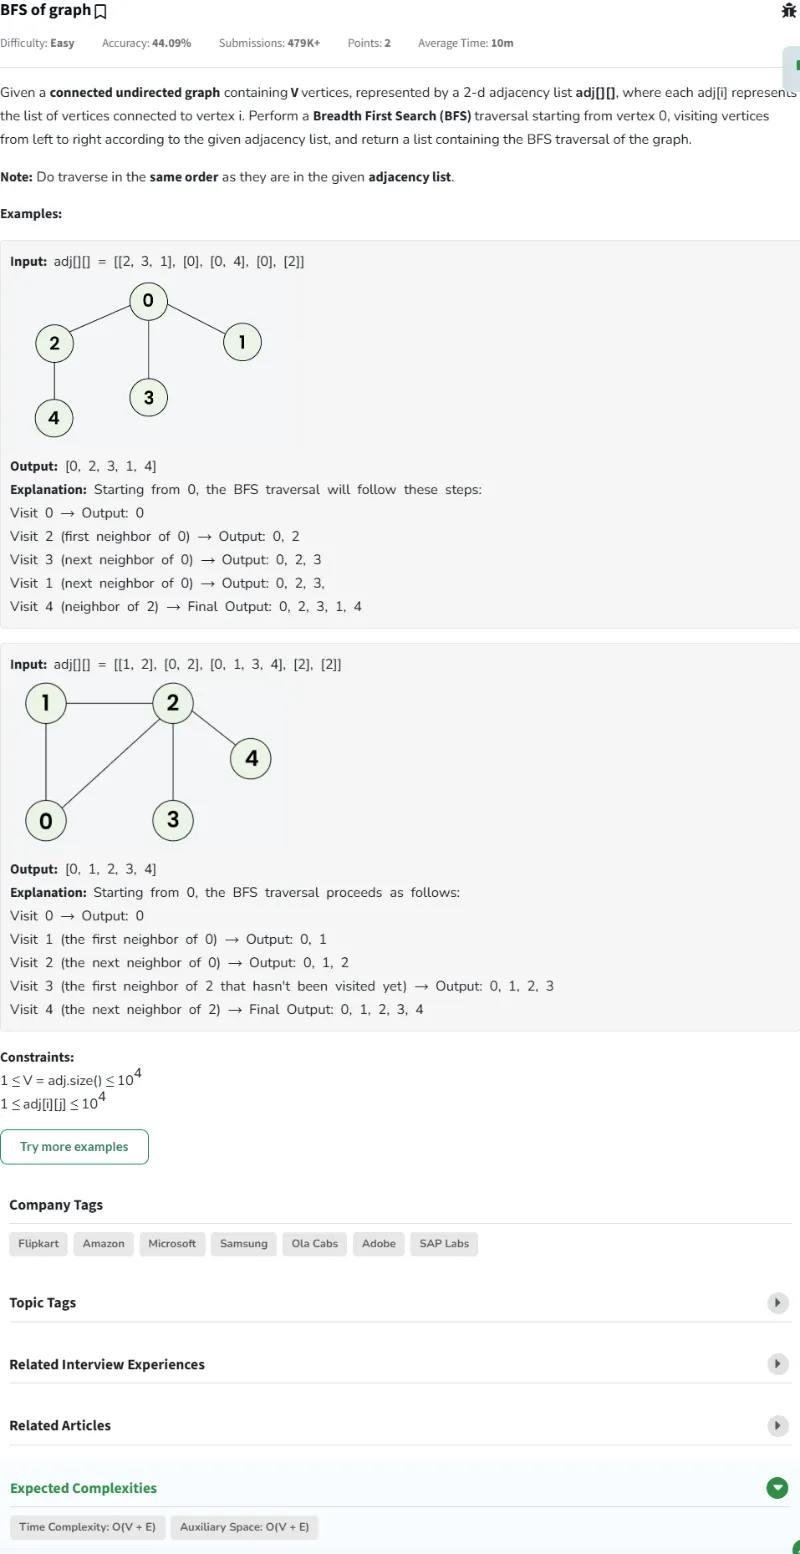 BFS of graph
Difficulty: Easy Accuracy: 44.09% Submissions: 479K+ Points: 2 Average Time: 10m
Given a connected undirected graph containing V vertices, represented by a 2-d adjacency list adj[][], where each adj[i] represents
the list of vertices connected to vertex i. Perform a Breadth First Search (BFS) traversal starting from vertex 0, visiting vertices
from left to right according to the given adjacency list, and return a list containing the BFS traversal of the graph.
Note: Do traverse in the same order as they are in the given adjacency list.
Examples:
Input: adj[][] = [[2, 3, 1], [0], [0, 4], [0], [2]]
0
2
1
3
4
Output: [0, 2, 3, 1, 4]
Explanation: Starting from 0, the BFS traversal will follow these steps:
Visit 0 → Output: 0
Visit 2 (first neighbor of 0) → Output: 0, 2
Visit 3 (next neighbor of 0) → Output: 0, 2, 3
Visit 1 (next neighbor of 0) → Output: 0, 2, 3,
Visit 4 (neighbor of 2) → Final Output: 0, 2, 3, 1, 4
Input: adj[][] = [[1, 2], [0, 2], [0, 1, 3, 4], [2], [2]]
1 2
4
0 3
Output: [0, 1, 2, 3, 4]
Explanation: Starting from 0, the BFS traversal proceeds as follows:
Visit 0 → Output: 0
Visit 1 (the first neighbor of 0) → Output: 0, 1
Visit 2 (the next neighbor of 0) → Output: 0, 1, 2
Visit 3 (the first neighbor of 2 that hasn't been visited yet) → Output: 0, 1, 2, 3
Visit 4 (the next neighbor of 2) → Final Output: 0, 1, 2, 3, 4
Constraints:
1 ≤ V = adj.size() ≤ 10⁴
1 ≤ adj[i][j] ≤ 10⁴
Try more examples
Company Tags
Flipkart Amazon Microsoft Samsung Ola Cabs Adobe SAP Labs
Topic Tags
Related Interview Experiences
Related Articles
Expected Complexities
Time Complexity: O(V + E) Auxiliary Space: O(V + E)